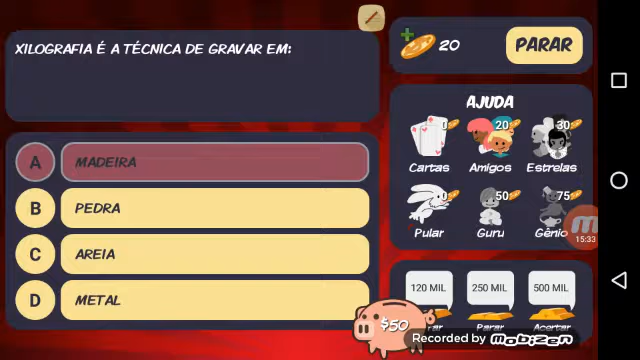 XILOGRAFIA É A TÉCNICA DE GRAVAR EM:
20
PARAR
A MADEIRA
B PEDRA
C AREIA
D METAL
AJUDA
0 20 30
Cartas Amigos Estrelas
0 50 75
Pular Guru Gênio
15:33
120 MIL 250 MIL 500 MIL
Parar Acertar
$50
Recorded by mobizen